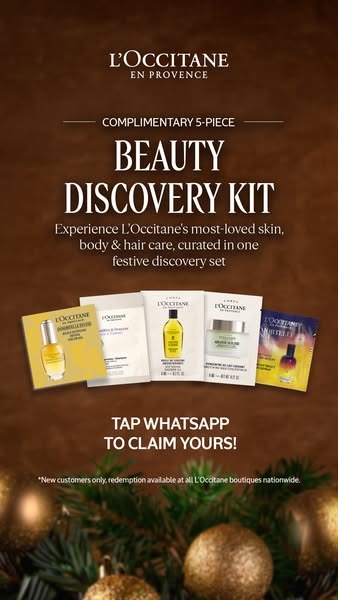 L'OCCITANE
EN PROVENCE
COMPLIMENTARY 5-PIECE
BEAUTY
DISCOVERY KIT
Experience L'Occitane's most-loved skin,
body & hair care, curated in one
festive discovery set
L'OCCITANE
L'OCCITANE
L'OCCITANE
L'OCCITANE
L'OCCITANE
TAP WHATSAPP
TO CLAIM YOURS!
*New customers only, redemption available at all L'Occitane boutiques nationwide.